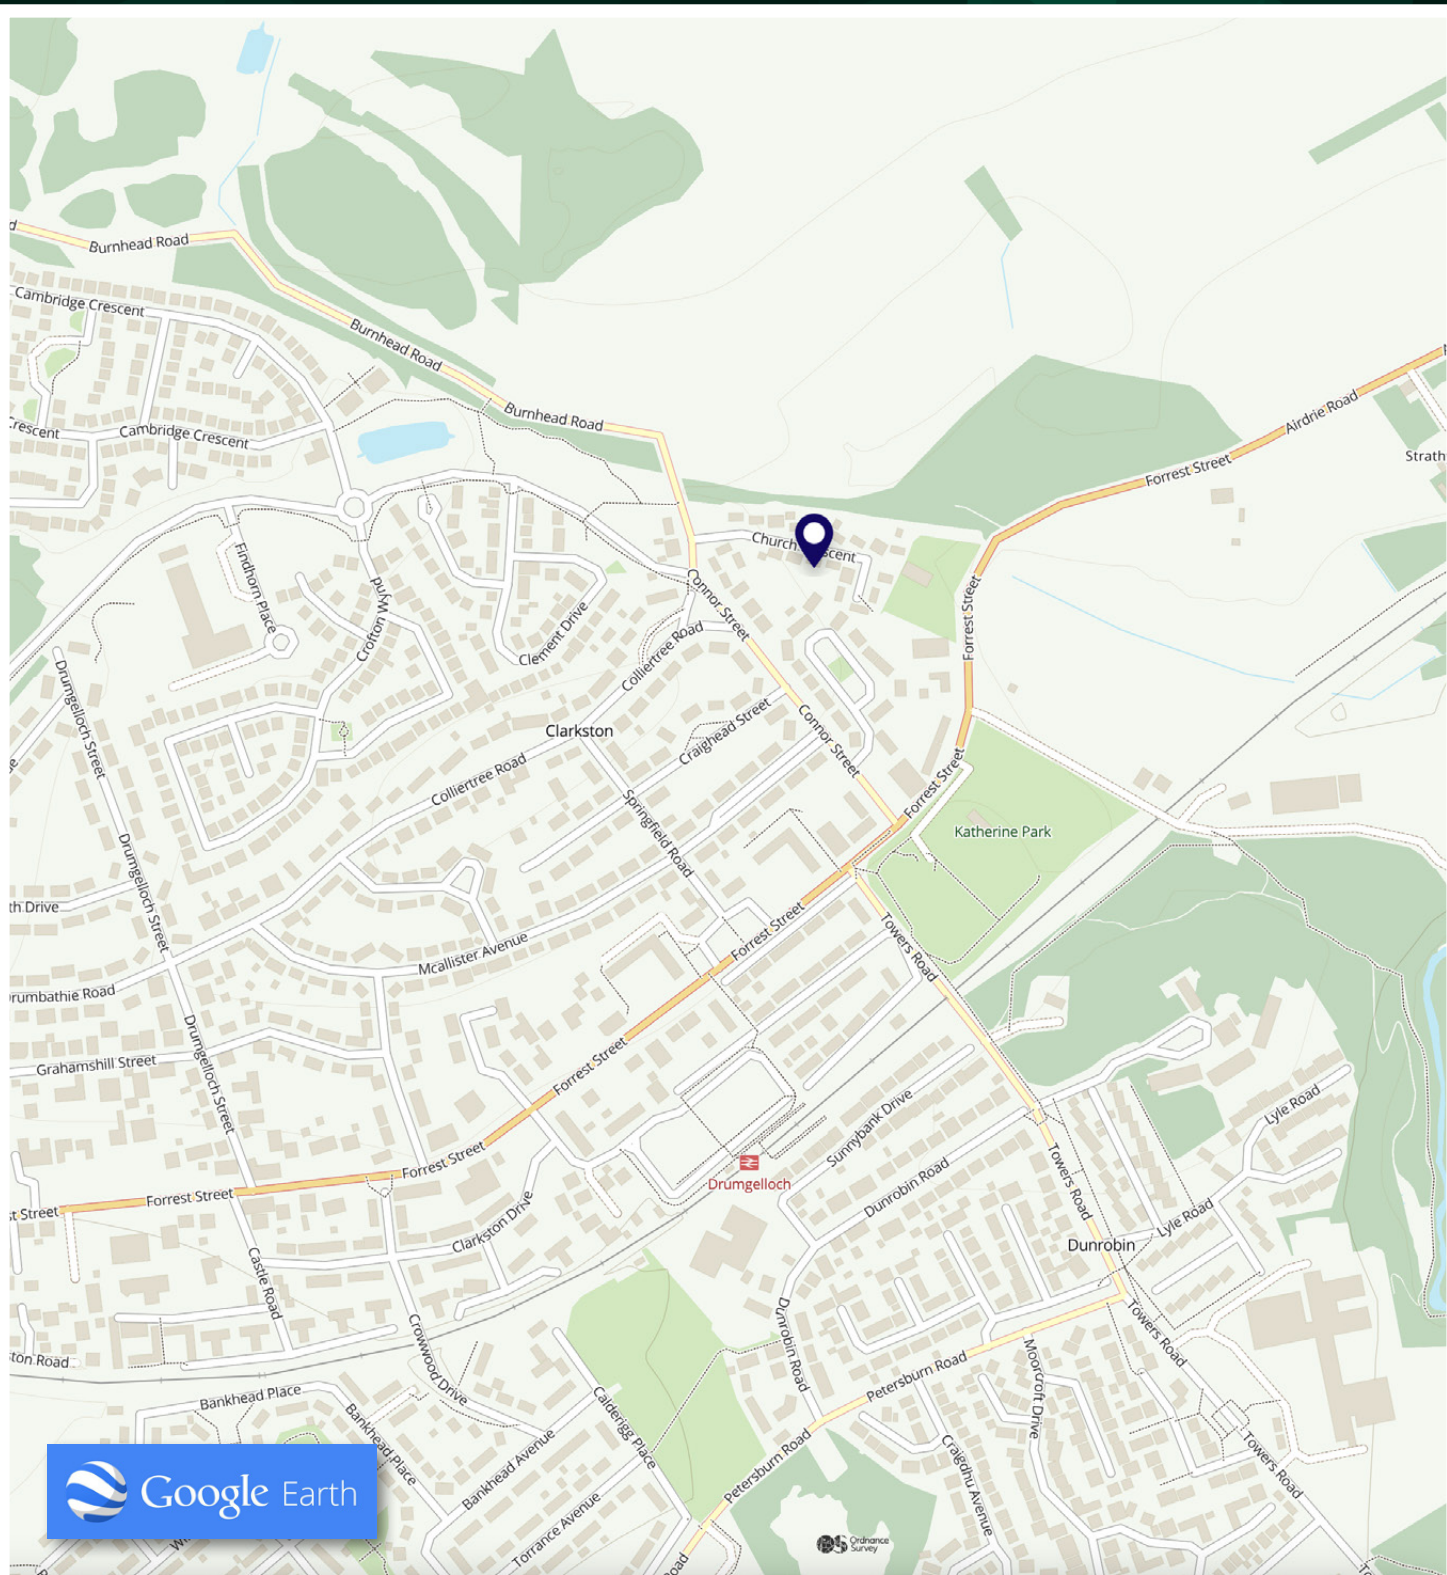 Burnhead Road
Cambridge Crescent
Burnhead Road
Airdrie Road
Burnhead Road
Crescent
Cambridge Crescent
Strath
Forrest Street
Findhorn Place
Crofton Wynd
Church
scent
Connor Street
Forrest Street
Clement Drive
Colliertree Road
Drumgelloch Street
Clarkston
Craighead Street
Connor Street
Colliertree Road
Springfield Road
Forrest Street
Katherine Park
Drumgelloch Street
th Drive
Forrest Street
Towers Road
Mcallister Avenue
rumbathie Road
Drumgelloch Street
Grahamshill Street
Forrest Street
Sunnybank Drive
Lyle Road
Forrest Street
Drumgelloch
Dunrobin Road
Towers Road
Forrest Street
st Street
Clarkston Drive
Lyle Road
Dunrobin
Castle Road
Dunrobin Road
Towers Road
Crowwood Drive
ton Road
Petersburn Road
Moorcroft Drive
Bankhead Place
Bankhead Place
Calderigg Place
Bankhead Avenue
Petersburn Road
Craigdhu Avenue
Towers Road
Google Earth
Torrance Avenue
Ordnance
Survey
Road